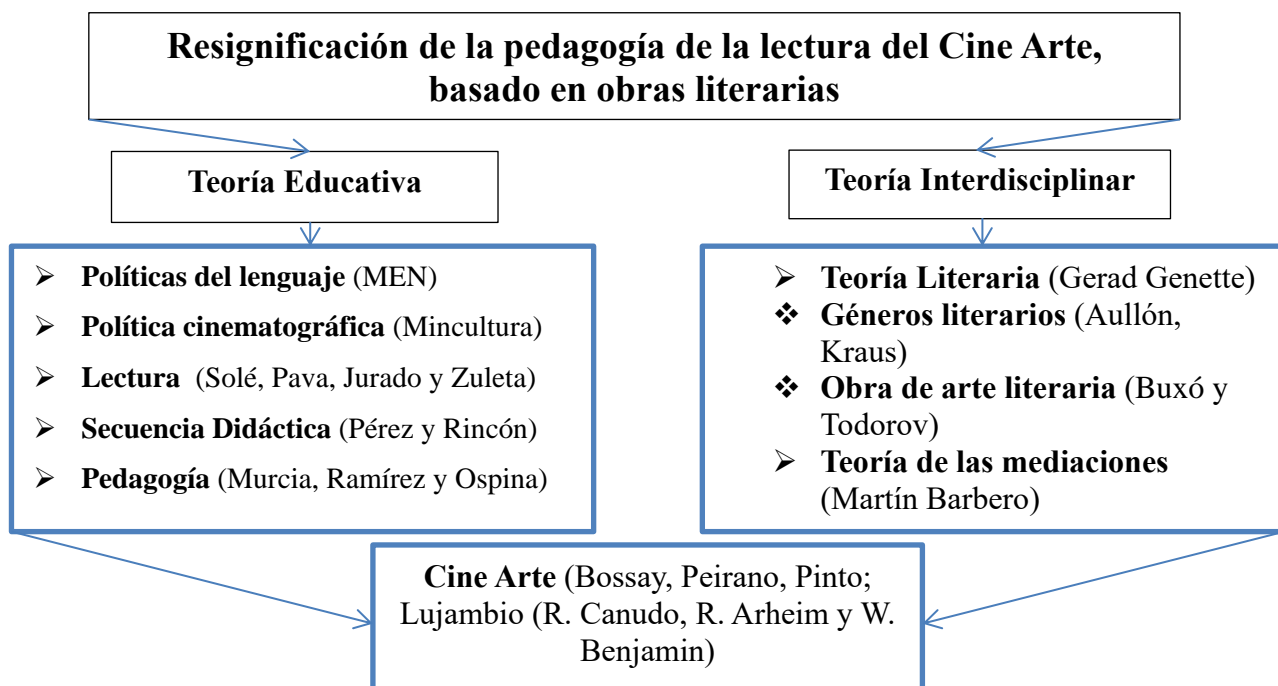 Resignificación de la pedagogía de la lectura del Cine Arte,
basado en obras literarias
Teoría Educativa
Teoría Interdisciplinar
➢ Políticas del lenguaje (MEN)
➢ Política cinematográfica (Mincultura)
➢ Lectura (Solé, Pava, Jurado y Zuleta)
➢ Secuencia Didáctica (Pérez y Rincón)
➢ Pedagogía (Murcia, Ramírez y Ospina)
➢ Teoría Literaria (Gerad Genette)
❖ Géneros literarios (Aullón,
Kraus)
❖ Obra de arte literaria (Buxó y
Todorov)
➢ Teoría de las mediaciones
(Martín Barbero)
Cine Arte (Bossay, Peirano, Pinto;
Lujambio (R. Canudo, R. Arheim y W.
Benjamin)